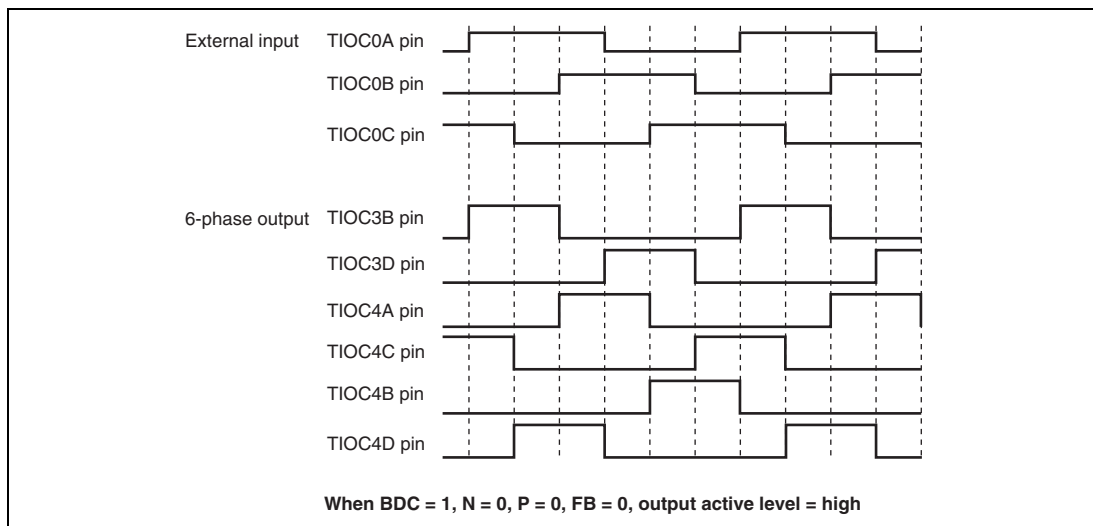 External input TIOC0A pin
TIOC0B pin
TIOC0C pin
6-phase output TIOC3B pin
TIOC3D pin
TIOC4A pin
TIOC4C pin
TIOC4B pin
TIOC4D pin
When BDC = 1, N = 0, P = 0, FB = 0, output active level = high